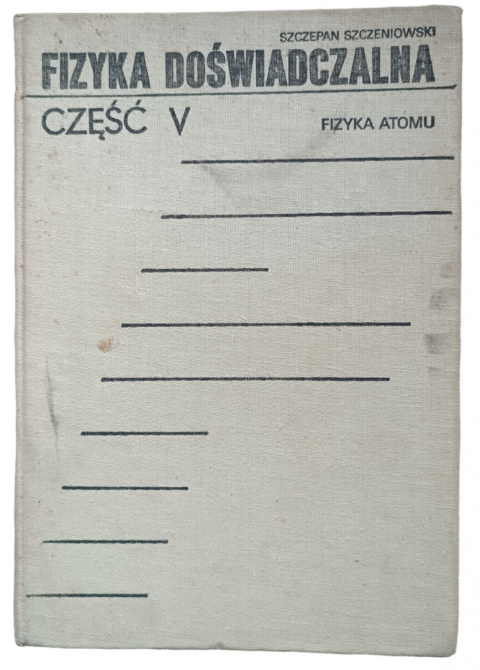 SZCZEPAN SZCZENIOWSKI
FIZYKA DOŚWIADCZALNA
CZĘŚĆ V
FIZYKA ATOMU